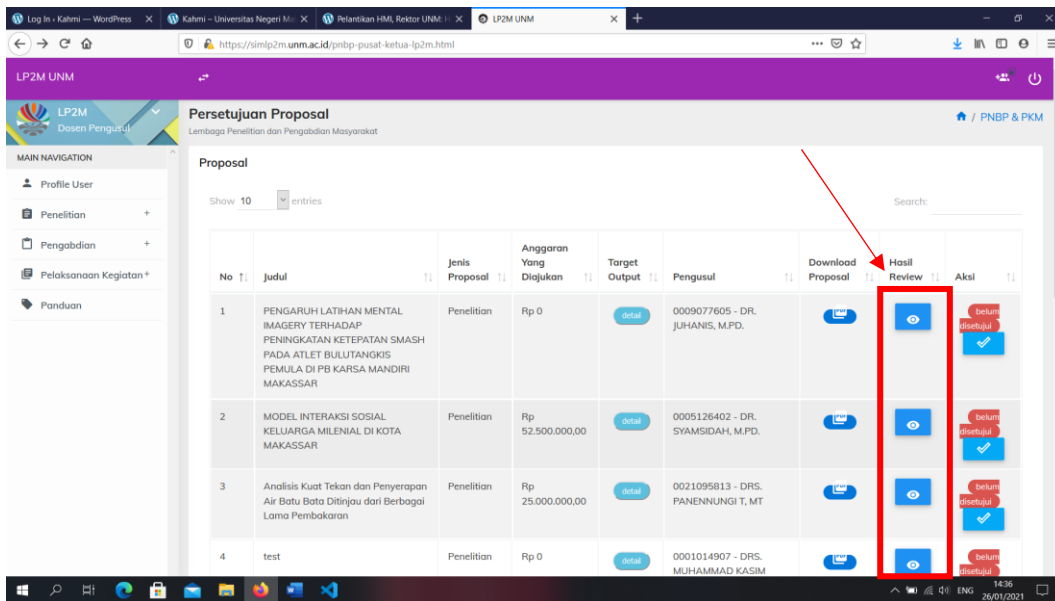 Log In ‹ Kahmi — WordPress
Kahmi – Universitas Negeri Ma
Pelantikan HMI, Rektor UNM: H
LP2M UNM
https://simlp2m.unm.ac.id/pnbp-pusat-ketua-lp2m.html
LP2M UNM
LP2M
Dosen Pengusul
Persetujuan Proposal
Lembaga Penelitian dan Pengabdian Masyarakat
/ PNBP & PKM
MAIN NAVIGATION
Profile User
Penelitian +
Pengabdian +
Pelaksanaan Kegiatan +
Panduan
Proposal
Show 10 entries
Search:
No
Judul
Jenis
Proposal
Anggaran
Yang
Diajukan
Target
Output
Pengusul
Download
Proposal
Hasil
Review
Aksi
1
PENGARUH LATIHAN MENTAL
IMAGERY TERHADAP
PENINGKATAN KETEPATAN SMASH
PADA ATLET BULUTANGKIS
PEMULA DI PB KARSA MANDIRI
MAKASSAR
Penelitian
Rp 0
detail
0009077605 - DR.
JUHANIS, M.PD.
belum
disetujui
2
MODEL INTERAKSI SOSIAL
KELUARGA MILENIAL DI KOTA
MAKASSAR
Penelitian
Rp
52.500.000,00
detail
0005126402 - DR.
SYAMSIDAH, M.PD.
belum
disetujui
3
Analisis Kuat Tekan dan Penyerapan
Air Batu Bata Ditinjau dari Berbagai
Lama Pembakaran
Penelitian
Rp
25.000.000,00
detail
0021095813 - DRS.
PANENNUNGI T, MT
belum
disetujui
4
test
Penelitian
Rp 0
detail
0001014907 - DRS.
MUHAMMAD KASIM
belum
disetujui
ENG
14:36
26/01/2021